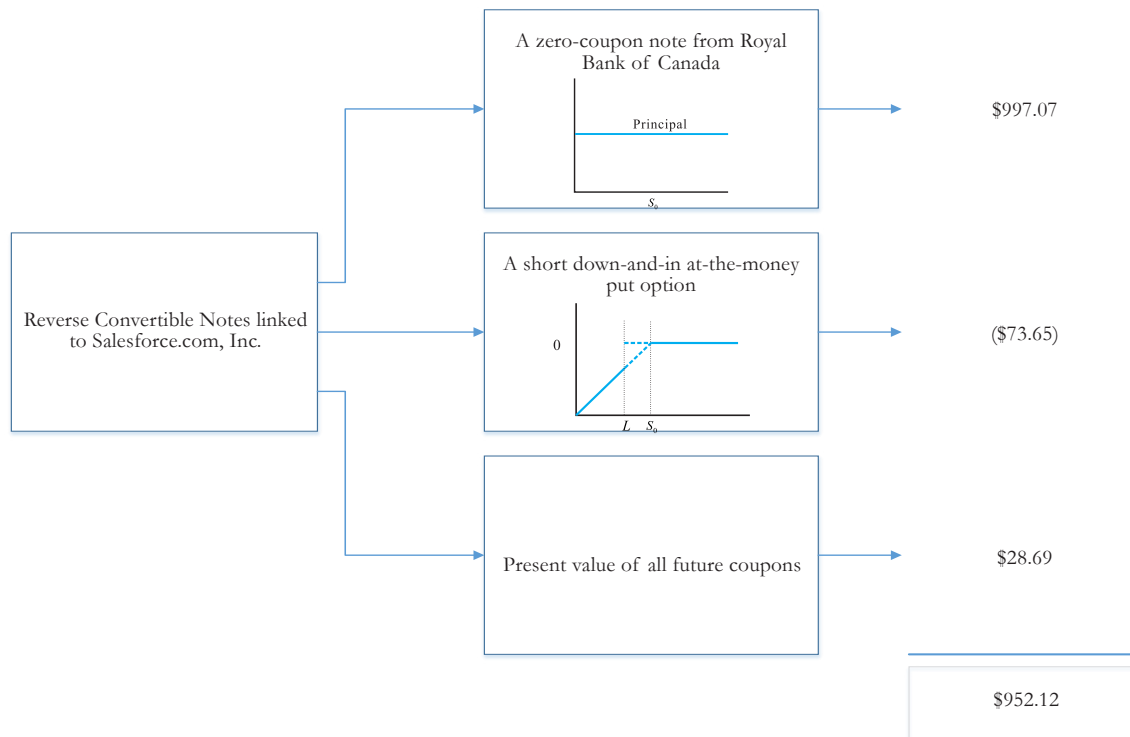 A zero-coupon note from Royal
Bank of Canada
Principal
S0
$997.07
Reverse Convertible Notes linked
to Salesforce.com, Inc.
A short down-and-in at-the-money
put option
0
L S0
($73.65)
Present value of all future coupons
$28.69
$952.12